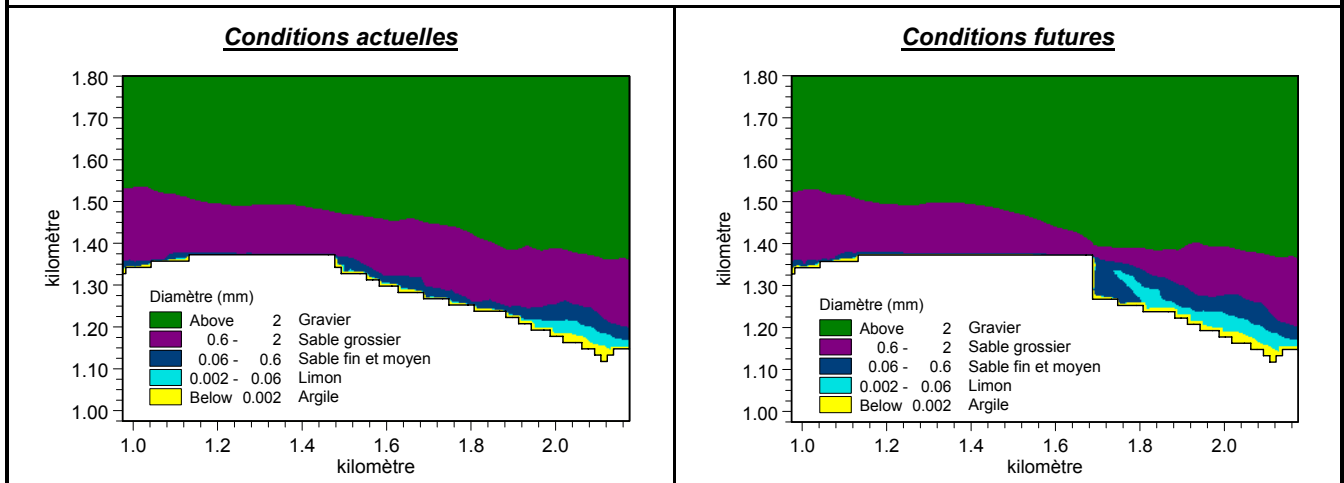 Conditions actuelles
1.80
1.70
1.60
1.50
1.40
1.30
1.20
1.10
1.00
kilomètre
Diamètre (mm)
Above 2 Gravier
0.6 - 2 Sable grossier
0.06 - 0.6 Sable fin et moyen
0.002 - 0.06 Limon
Below 0.002 Argile
1.0 1.2 1.4 1.6 1.8 2.0
kilomètre
Conditions futures
1.80
1.70
1.60
1.50
1.40
1.30
1.20
1.10
1.00
kilomètre
Diamètre (mm)
Above 2 Gravier
0.6 - 2 Sable grossier
0.06 - 0.6 Sable fin et moyen
0.002 - 0.06 Limon
Below 0.002 Argile
1.0 1.2 1.4 1.6 1.8 2.0
kilomètre